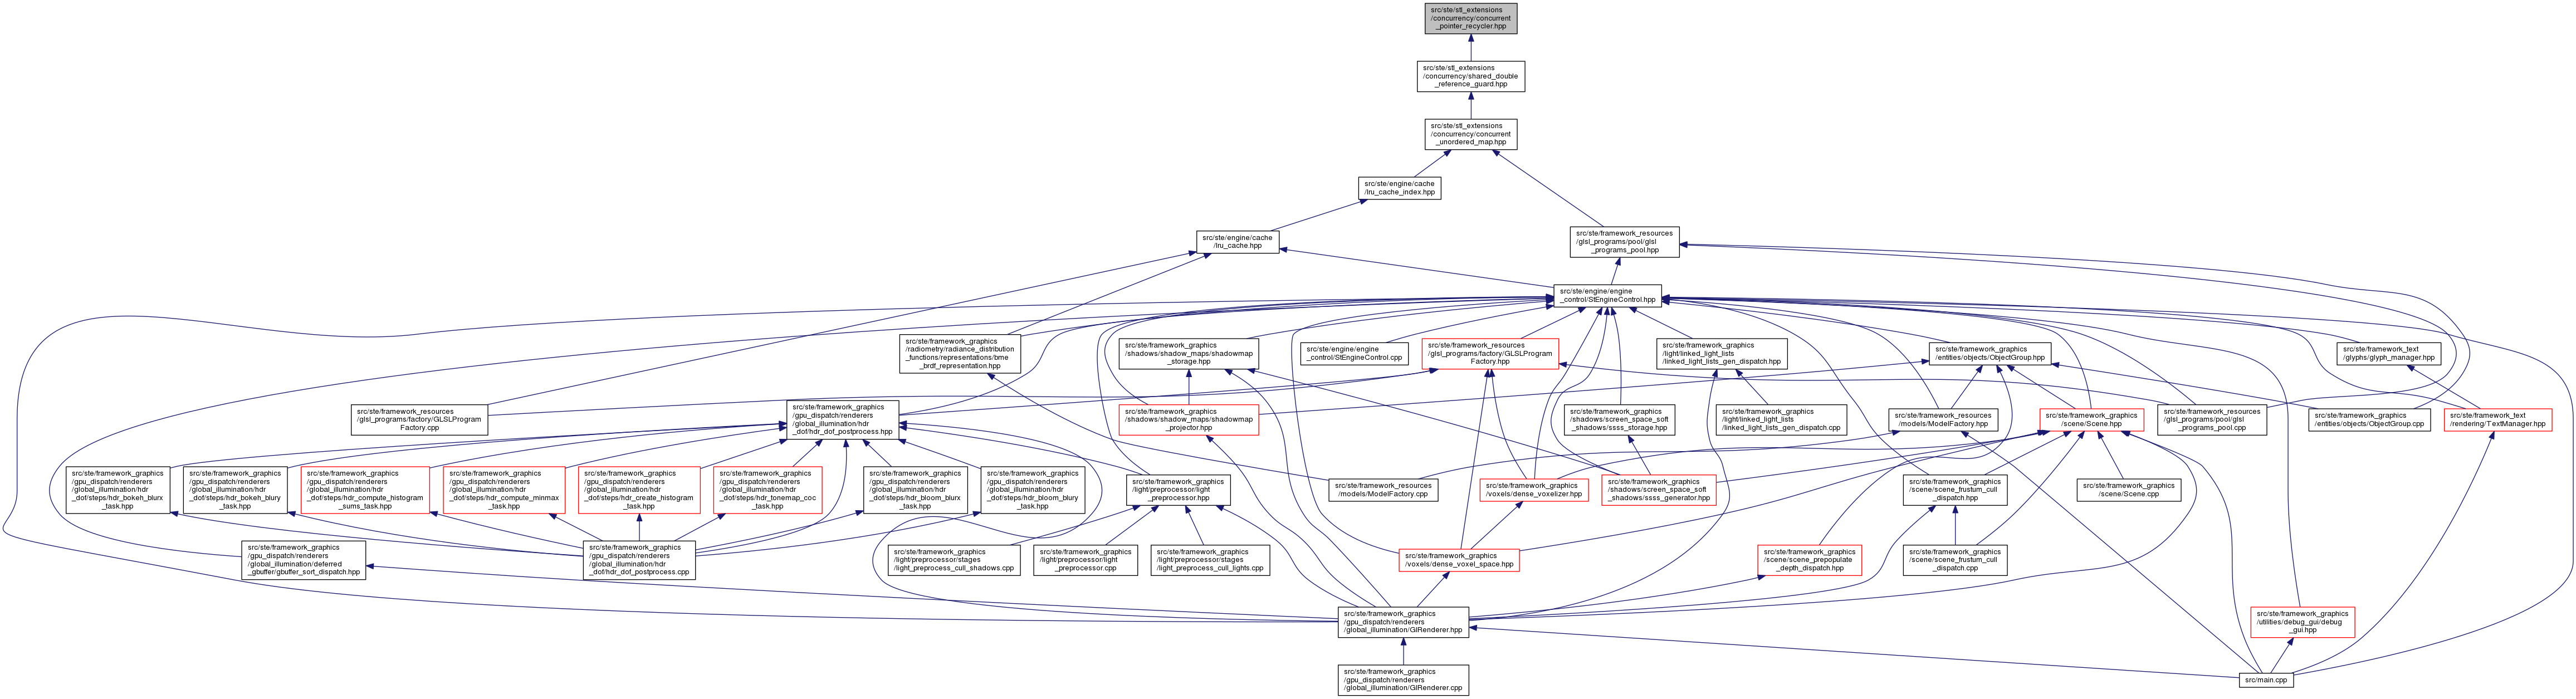 src/ste/stl_extensions
/concurrency/concurrent
_pointer_recycler.hpp
src/ste/stl_extensions
/concurrency/shared_double
_reference_guard.hpp
src/ste/stl_extensions
/concurrency/concurrent
_unordered_map.hpp
src/ste/engine/cache
/lru_cache_index.hpp
src/ste/engine/cache
/lru_cache.hpp
src/ste/framework_resources
/glsl_programs/pool/glsl
_programs_pool.hpp
src/ste/engine/engine
_control/StEngineControl.hpp
src/ste/framework_graphics
/radiometry/radiance_distribution
_functions/representations/bme
_brdf_representation.hpp
src/ste/framework_graphics
/shadows/shadow_maps/shadowmap
_storage.hpp
src/ste/engine/engine
_control/StEngineControl.cpp
src/ste/framework_resources
/glsl_programs/factory/GLSLProgram
Factory.hpp
src/ste/framework_graphics
/light/linked_light_lists
/linked_light_lists_gen_dispatch.hpp
src/ste/framework_graphics
/entities/objects/ObjectGroup.hpp
src/ste/framework_text
/glyphs/glyph_manager.hpp
src/ste/framework_resources
/glsl_programs/factory/GLSLProgram
Factory.cpp
src/ste/framework_graphics
/gpu_dispatch/renderers
/global_illumination/hdr
_dof/hdr_dof_postprocess.hpp
src/ste/framework_graphics
/shadows/shadow_maps/shadowmap
_projector.hpp
src/ste/framework_graphics
/shadows/screen_space_soft
_shadows/ssss_storage.hpp
src/ste/framework_graphics
/light/linked_light_lists
/linked_light_lists_gen_dispatch.cpp
src/ste/framework_resources
/models/ModelFactory.hpp
src/ste/framework_graphics
/scene/Scene.hpp
src/ste/framework_resources
/glsl_programs/pool/glsl
_programs_pool.cpp
src/ste/framework_graphics
/entities/objects/ObjectGroup.cpp
src/ste/framework_text
/rendering/TextManager.hpp
src/ste/framework_graphics
/gpu_dispatch/renderers
/global_illumination/hdr
_dof/steps/hdr_bokeh_blurx
_task.hpp
src/ste/framework_graphics
/gpu_dispatch/renderers
/global_illumination/hdr
_dof/steps/hdr_bokeh_blury
_task.hpp
src/ste/framework_graphics
/gpu_dispatch/renderers
/global_illumination/hdr
_dof/steps/hdr_compute_histogram
_sums_task.hpp
src/ste/framework_graphics
/gpu_dispatch/renderers
/global_illumination/hdr
_dof/steps/hdr_compute_minmax
_task.hpp
src/ste/framework_graphics
/gpu_dispatch/renderers
/global_illumination/hdr
_dof/steps/hdr_create_histogram
_task.hpp
src/ste/framework_graphics
/gpu_dispatch/renderers
/global_illumination/hdr
_dof/steps/hdr_tonemap_coc
_task.hpp
src/ste/framework_graphics
/gpu_dispatch/renderers
/global_illumination/hdr
_dof/steps/hdr_bloom_blurx
_task.hpp
src/ste/framework_graphics
/gpu_dispatch/renderers
/global_illumination/hdr
_dof/steps/hdr_bloom_blury
_task.hpp
src/ste/framework_graphics
/light/preprocessor/light
_preprocessor.hpp
src/ste/framework_resources
/models/ModelFactory.cpp
src/ste/framework_graphics
/voxels/dense_voxelizer.hpp
src/ste/framework_graphics
/shadows/screen_space_soft
_shadows/ssss_generator.hpp
src/ste/framework_graphics
/scene/scene_frustum_cull
_dispatch.hpp
src/ste/framework_graphics
/scene/Scene.cpp
src/ste/framework_graphics
/gpu_dispatch/renderers
/global_illumination/deferred
_gbuffer/gbuffer_sort_dispatch.hpp
src/ste/framework_graphics
/gpu_dispatch/renderers
/global_illumination/hdr
_dof/hdr_dof_postprocess.cpp
src/ste/framework_graphics
/light/preprocessor/stages
/light_preprocess_cull_shadows.cpp
src/ste/framework_graphics
/light/preprocessor/light
_preprocessor.cpp
src/ste/framework_graphics
/light/preprocessor/stages
/light_preprocess_cull_lights.cpp
src/ste/framework_graphics
/voxels/dense_voxel_space.hpp
src/ste/framework_graphics
/scene/scene_prepopulate
_depth_dispatch.hpp
src/ste/framework_graphics
/scene/scene_frustum_cull
_dispatch.cpp
src/ste/framework_graphics
/gpu_dispatch/renderers
/global_illumination/GIRenderer.hpp
src/ste/framework_graphics
/utilities/debug_gui/debug
_gui.hpp
src/ste/framework_graphics
/gpu_dispatch/renderers
/global_illumination/GIRenderer.cpp
src/main.cpp